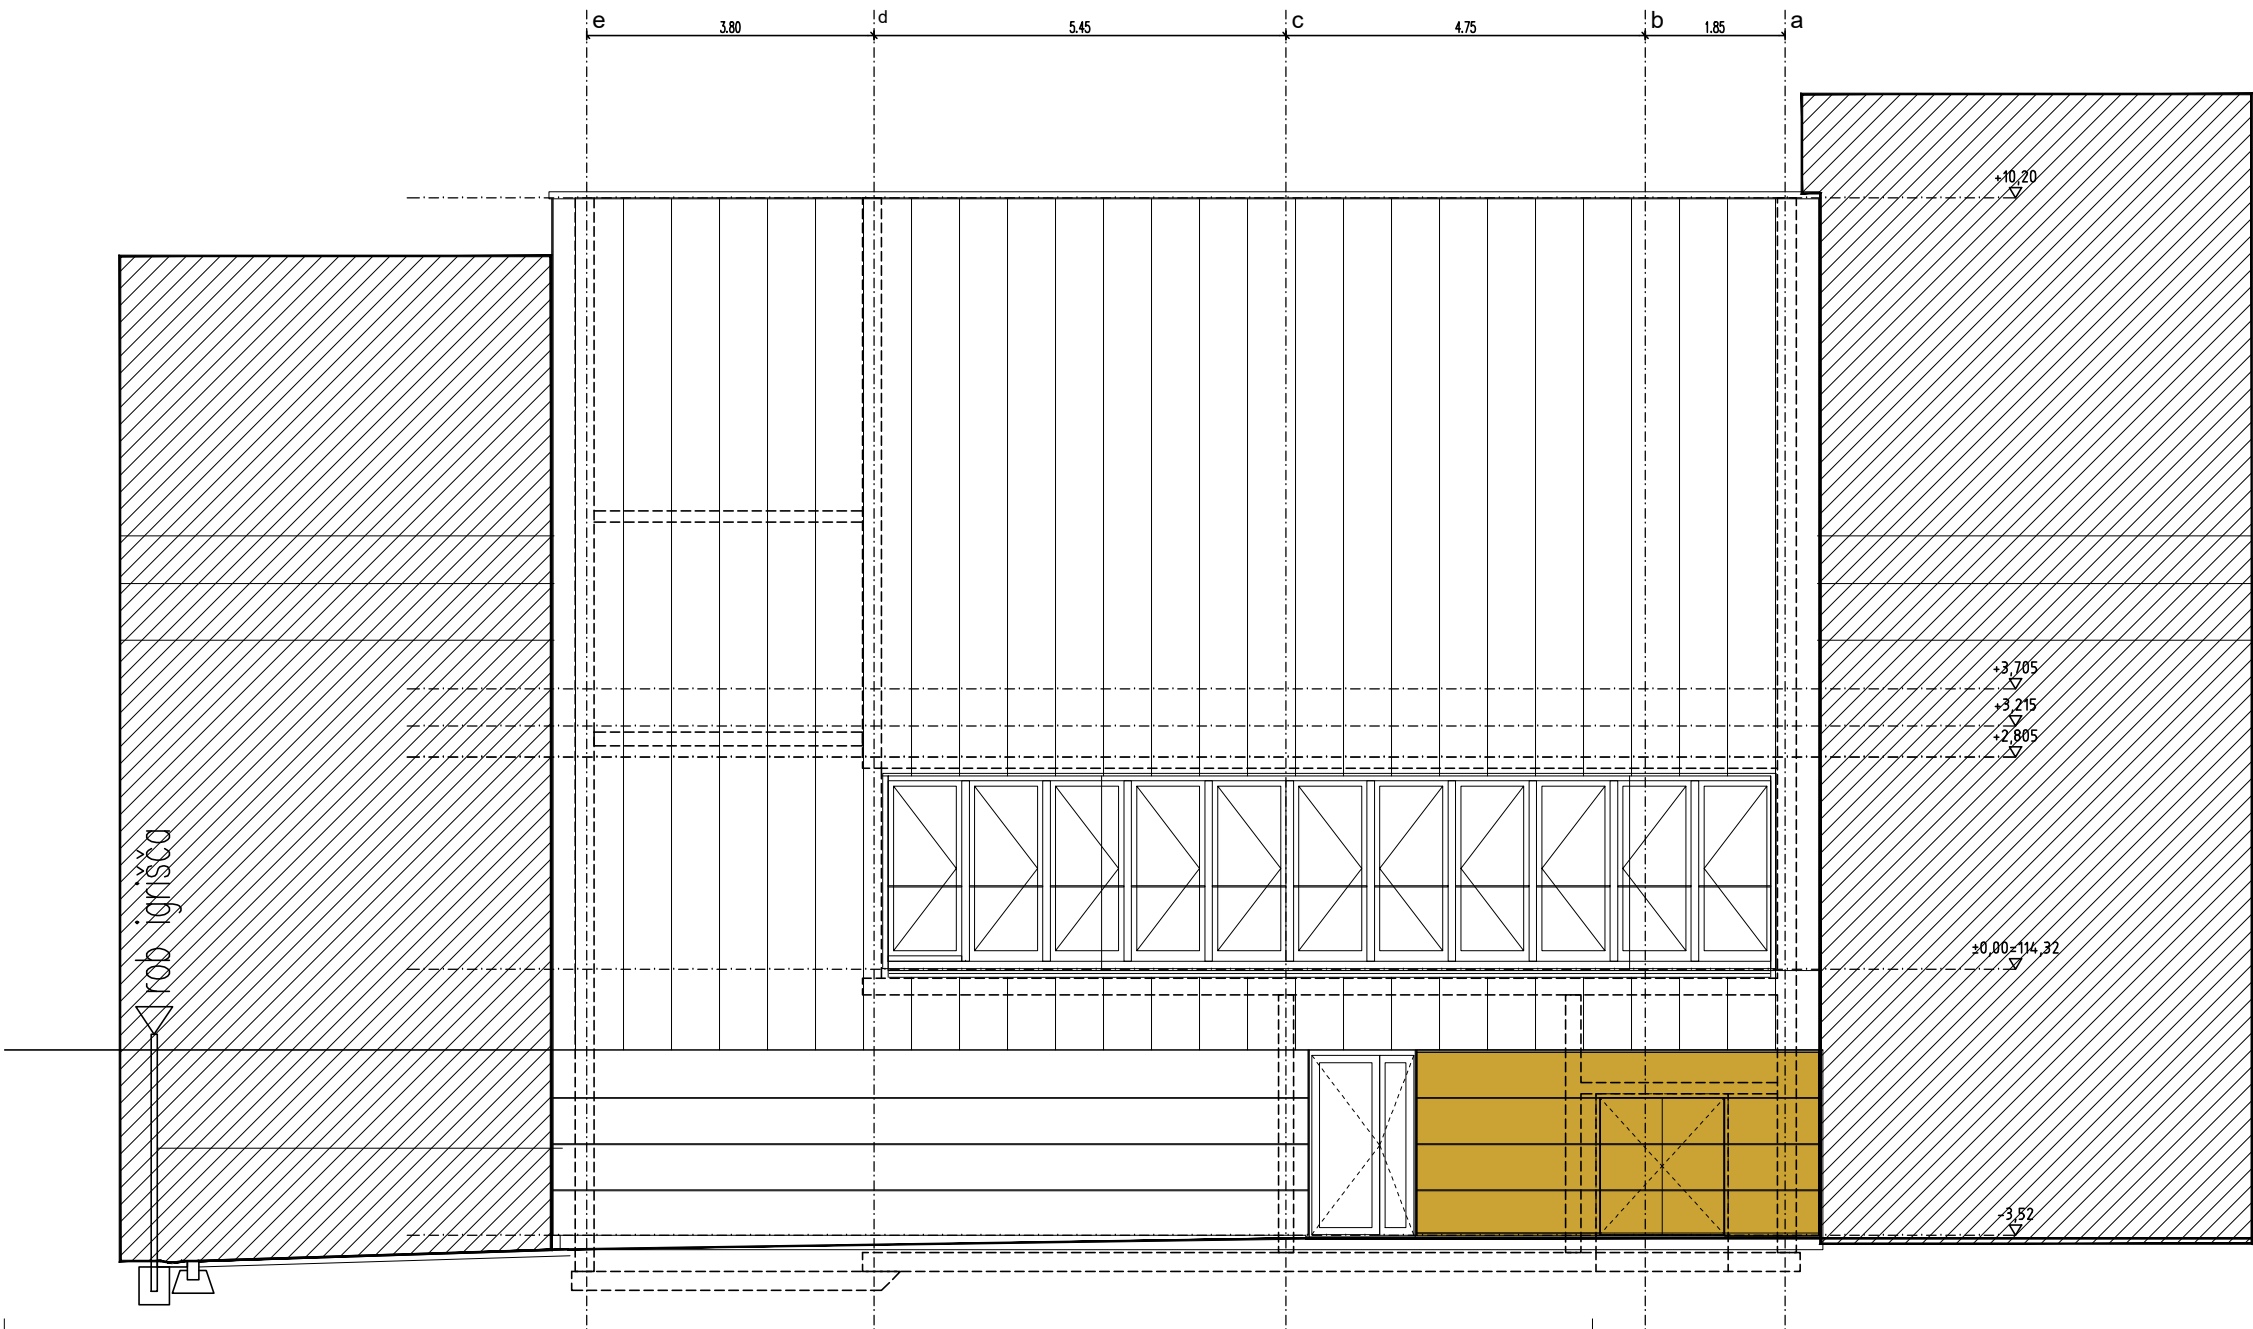 e d c b a
3.80 5.45 4.75 1.85
+10,20
+3,705
+3,215
+2,805
±0,00=114,32
rob igrišča
-3,52